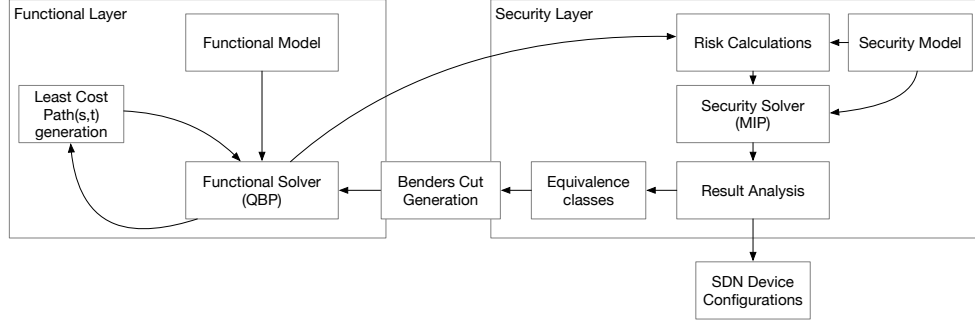 Functional Layer
Functional Model
Least Cost
Path(s,t)
generation
Functional Solver
(QBP)
Benders Cut
Generation
Security Layer
Risk Calculations
Security Model
Security Solver
(MIP)
Equivalence
classes
Result Analysis
SDN Device
Configurations